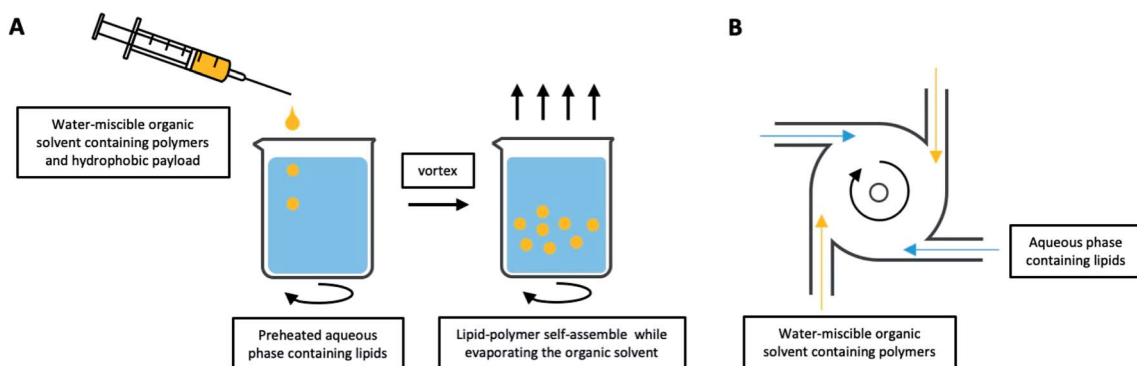 A
B
Water-miscible organic
solvent containing polymers
and hydrophobic payload
vortex
Preheated aqueous
phase containing lipids
Lipid-polymer self-assemble while
evaporating the organic solvent
Aqueous phase
containing lipids
Water-miscible organic
solvent containing polymers